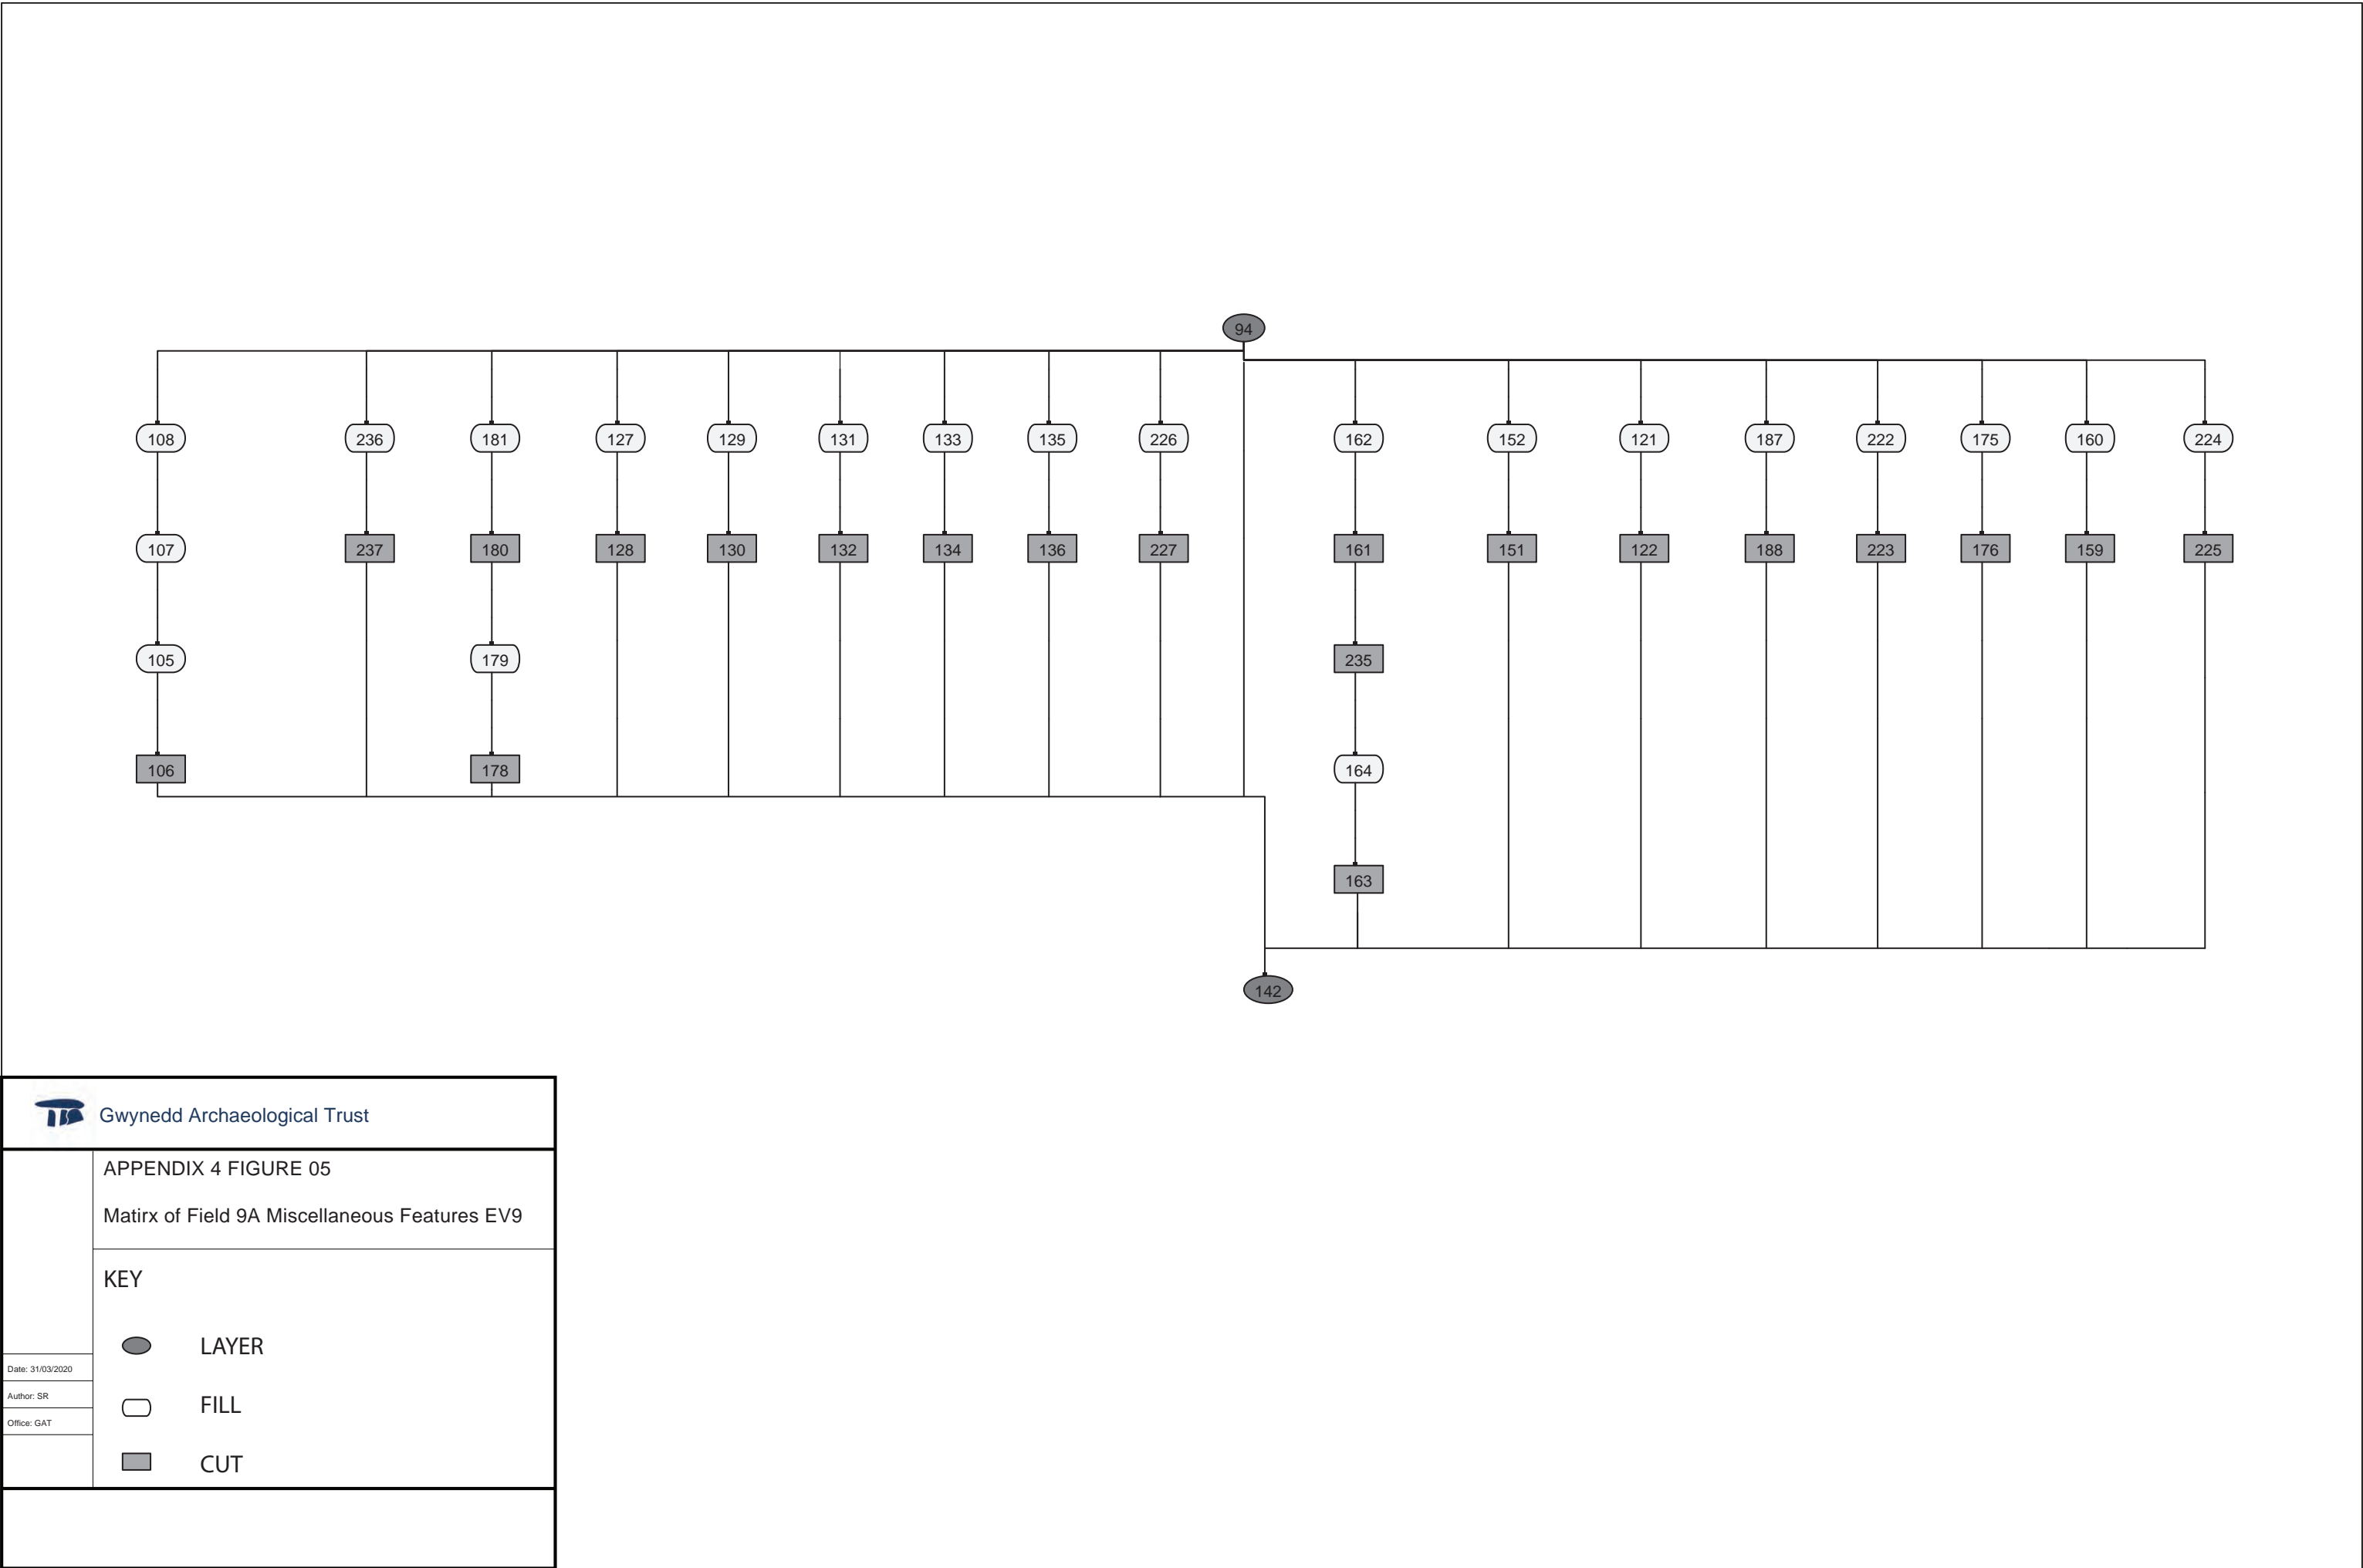 94
108 236 181 127 129 131 133 135 226 162 152 121 187 222 175 160 224
107 237 180 128 130 132 134 136 227 161 151 122 188 223 176 159 225
105 179 235
106 178 164
163
142
Gwynedd Archaeological Trust
APPENDIX 4 FIGURE 05
Matirx of Field 9A Miscellaneous Features EV9
KEY
LAYER
FILL
CUT
Date: 31/03/2020
Author: SR
Office: GAT